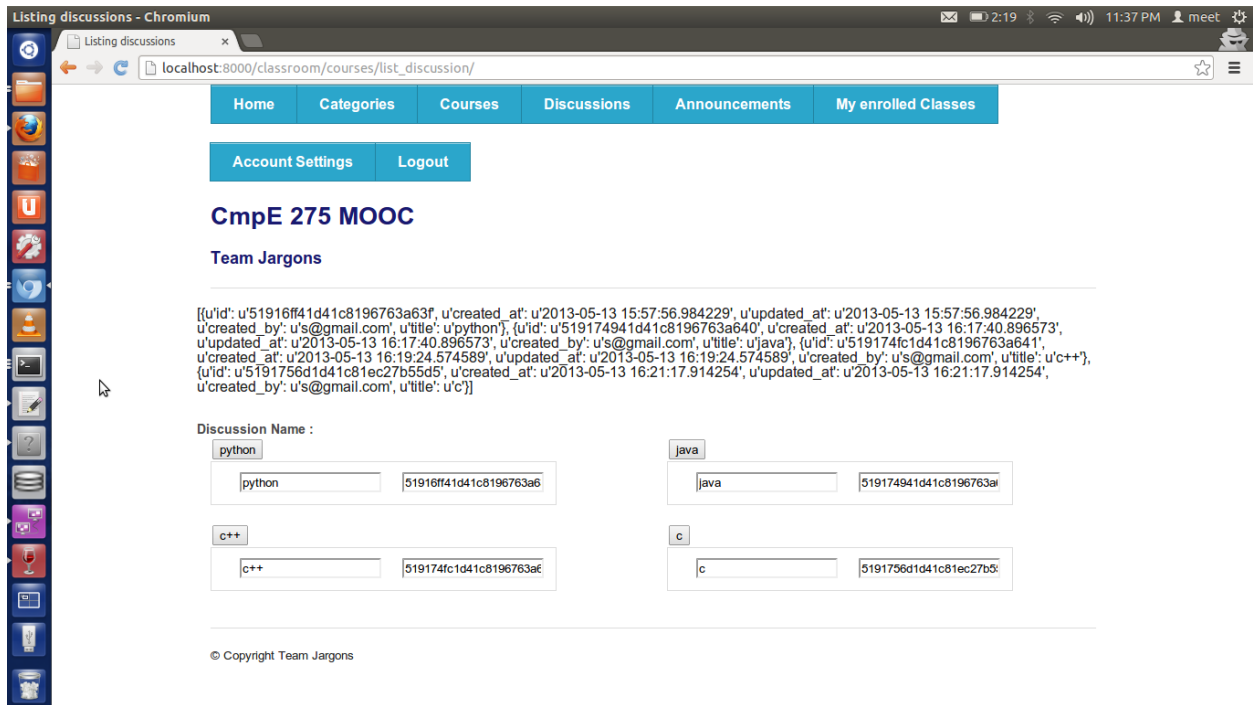 Listing discussions - Chromium 2:19 11:37 PM meet
Listing discussions
localhost:8000/classroom/courses/list_discussion/
Home Categories Courses Discussions Announcements My enrolled Classes
Account Settings Logout
CmpE 275 MOOC
Team Jargons
[{u'id': u'51916ff41d41c8196763a63f', u'created_at': u'2013-05-13 15:57:56.984229', u'updated_at': u'2013-05-13 15:57:56.984229',
u'created_by': u's@gmail.com', u'title': u'python'}, {u'id': u'519174941d41c8196763a640', u'created_at': u'2013-05-13 16:17:40.896573',
u'updated_at': u'2013-05-13 16:17:40.896573', u'created_by': u's@gmail.com', u'title': u'java'}, {u'id': u'519174fc1d41c8196763a641',
u'created_at': u'2013-05-13 16:19:24.574589', u'updated_at': u'2013-05-13 16:19:24.574589', u'created_by': u's@gmail.com', u'title': u'c++'},
{u'id': u'5191756d1d41c81ec27b55d5', u'created_at': u'2013-05-13 16:21:17.914254', u'updated_at': u'2013-05-13 16:21:17.914254',
u'created_by': u's@gmail.com', u'title': u'c'}]
Discussion Name :
python java
python 51916ff41d41c8196763a6 java 519174941d41c8196763a
c++ c
c++ 519174fc1d41c8196763a6 c 5191756d1d41c81ec27b5
© Copyright Team Jargons